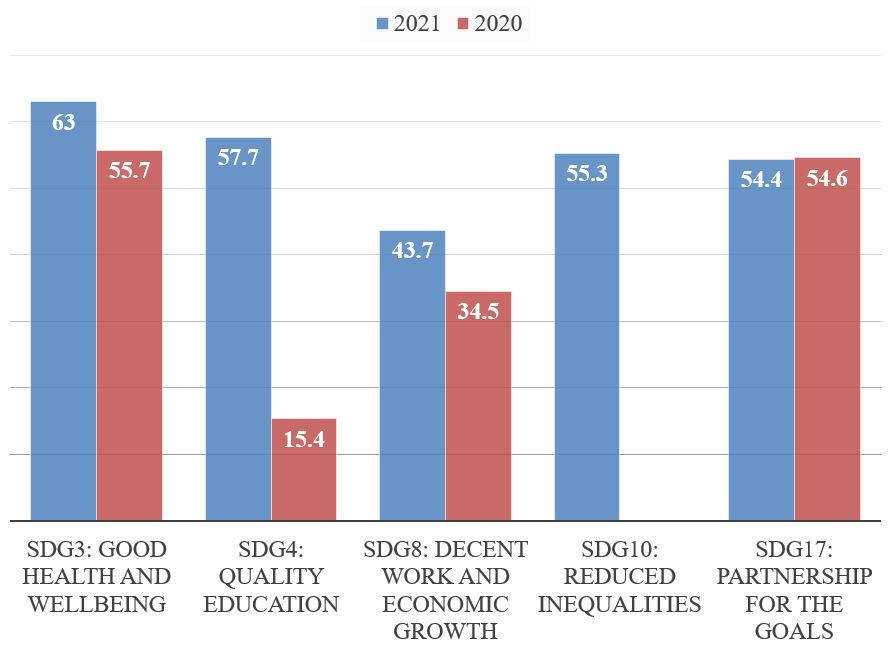 2021 2020
63
55.7
57.7
15.4
43.7
34.5
55.3
54.4
54.6
SDG3: GOOD
HEALTH AND
WELLBEING
SDG4:
QUALITY
EDUCATION
SDG8: DECENT
WORK AND
ECONOMIC
GROWTH
SDG10:
REDUCED
INEQUALITIES
SDG17:
PARTNERSHIP
FOR THE
GOALS